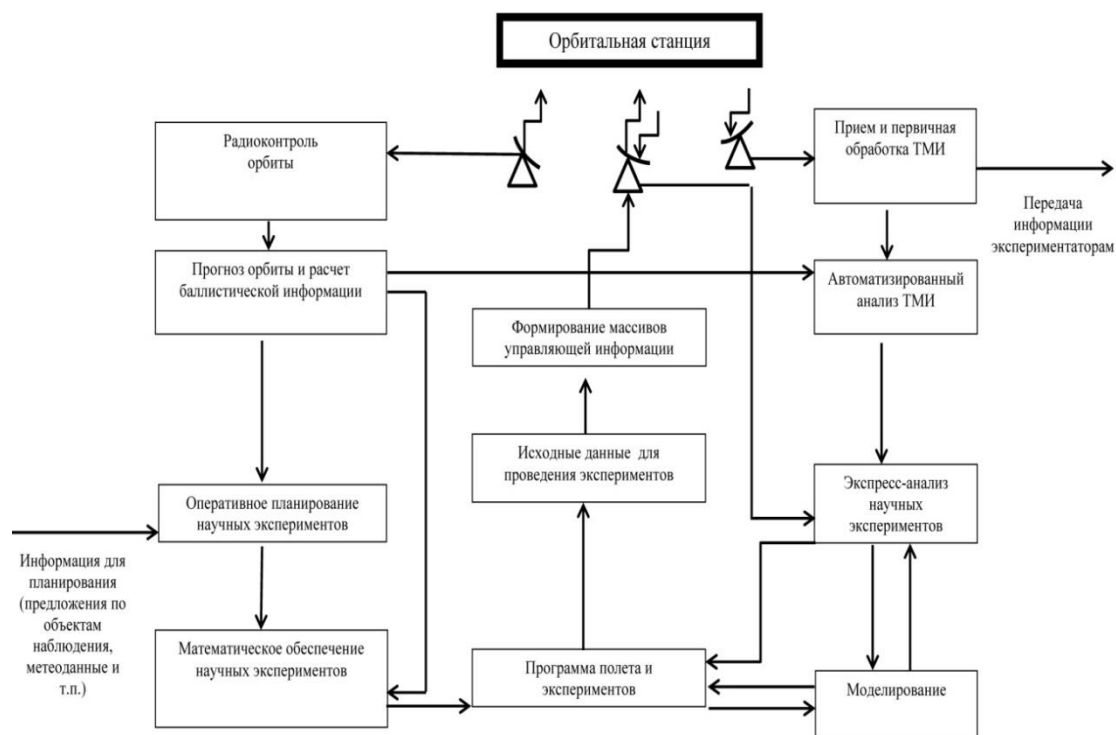 Орбитальная станция
Радиоконтроль
орбиты
Прием и первичная
обработка ТМИ
Передача
информации
экспериментаторам
Прогноз орбиты и расчет
баллистической информации
Автоматизированный
анализ ТМИ
Формирование массивов
управляющей информации
Исходные данные для
проведения экспериментов
Оперативное планирование
научных экспериментов
Экспресс-анализ
научных
экспериментов
Информация для
планирования
(предложения по
объектам
наблюдения,
метеоданные и
т.п.)
Математическое обеспечение
научных экспериментов
Программа полета и
экспериментов
Моделирование